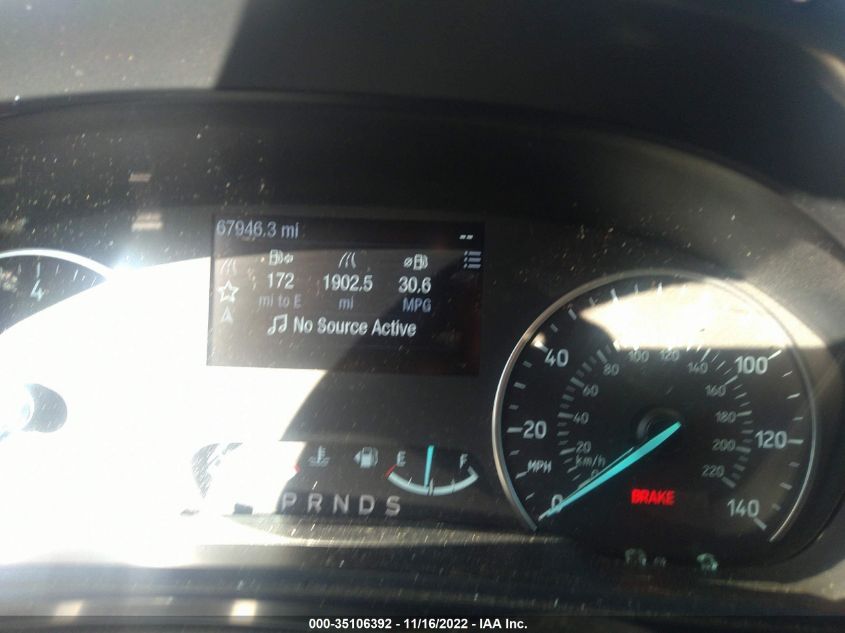 67946.3 mi
--
172 1902.5 30.6
mi to E mi MPG
No Source Active
4
E F
P R N D S
0 20 40 100 120 140
MPH
20 40 60 80 100 120 140 160 180 200 220
km/h
BRAKE
000-35106392 - 11/16/2022 - IAA Inc.